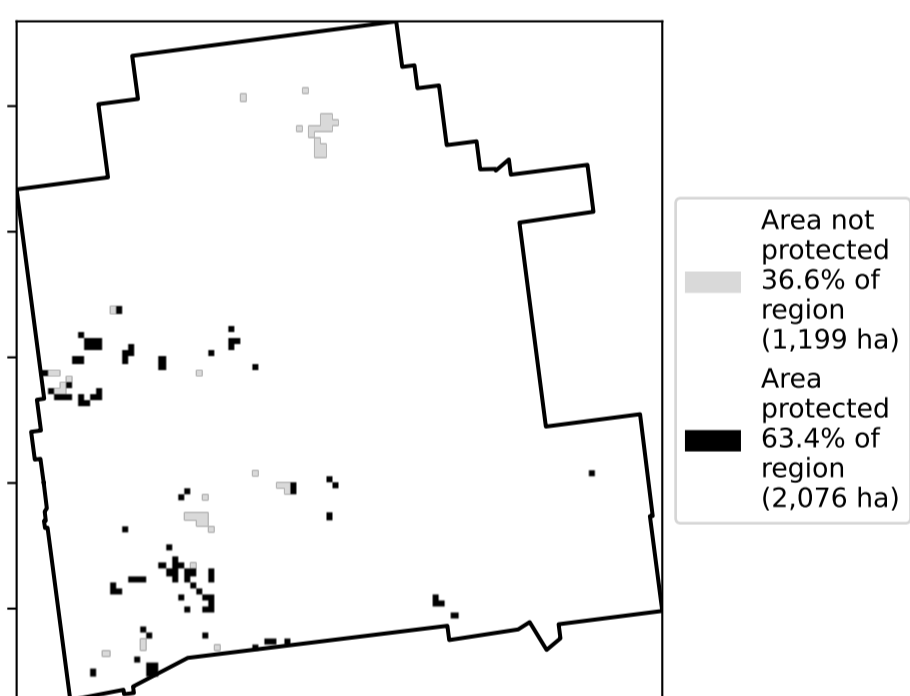 Area not
protected
36.6% of
region
(1,199 ha)
Area
protected
63.4% of
region
(2,076 ha)